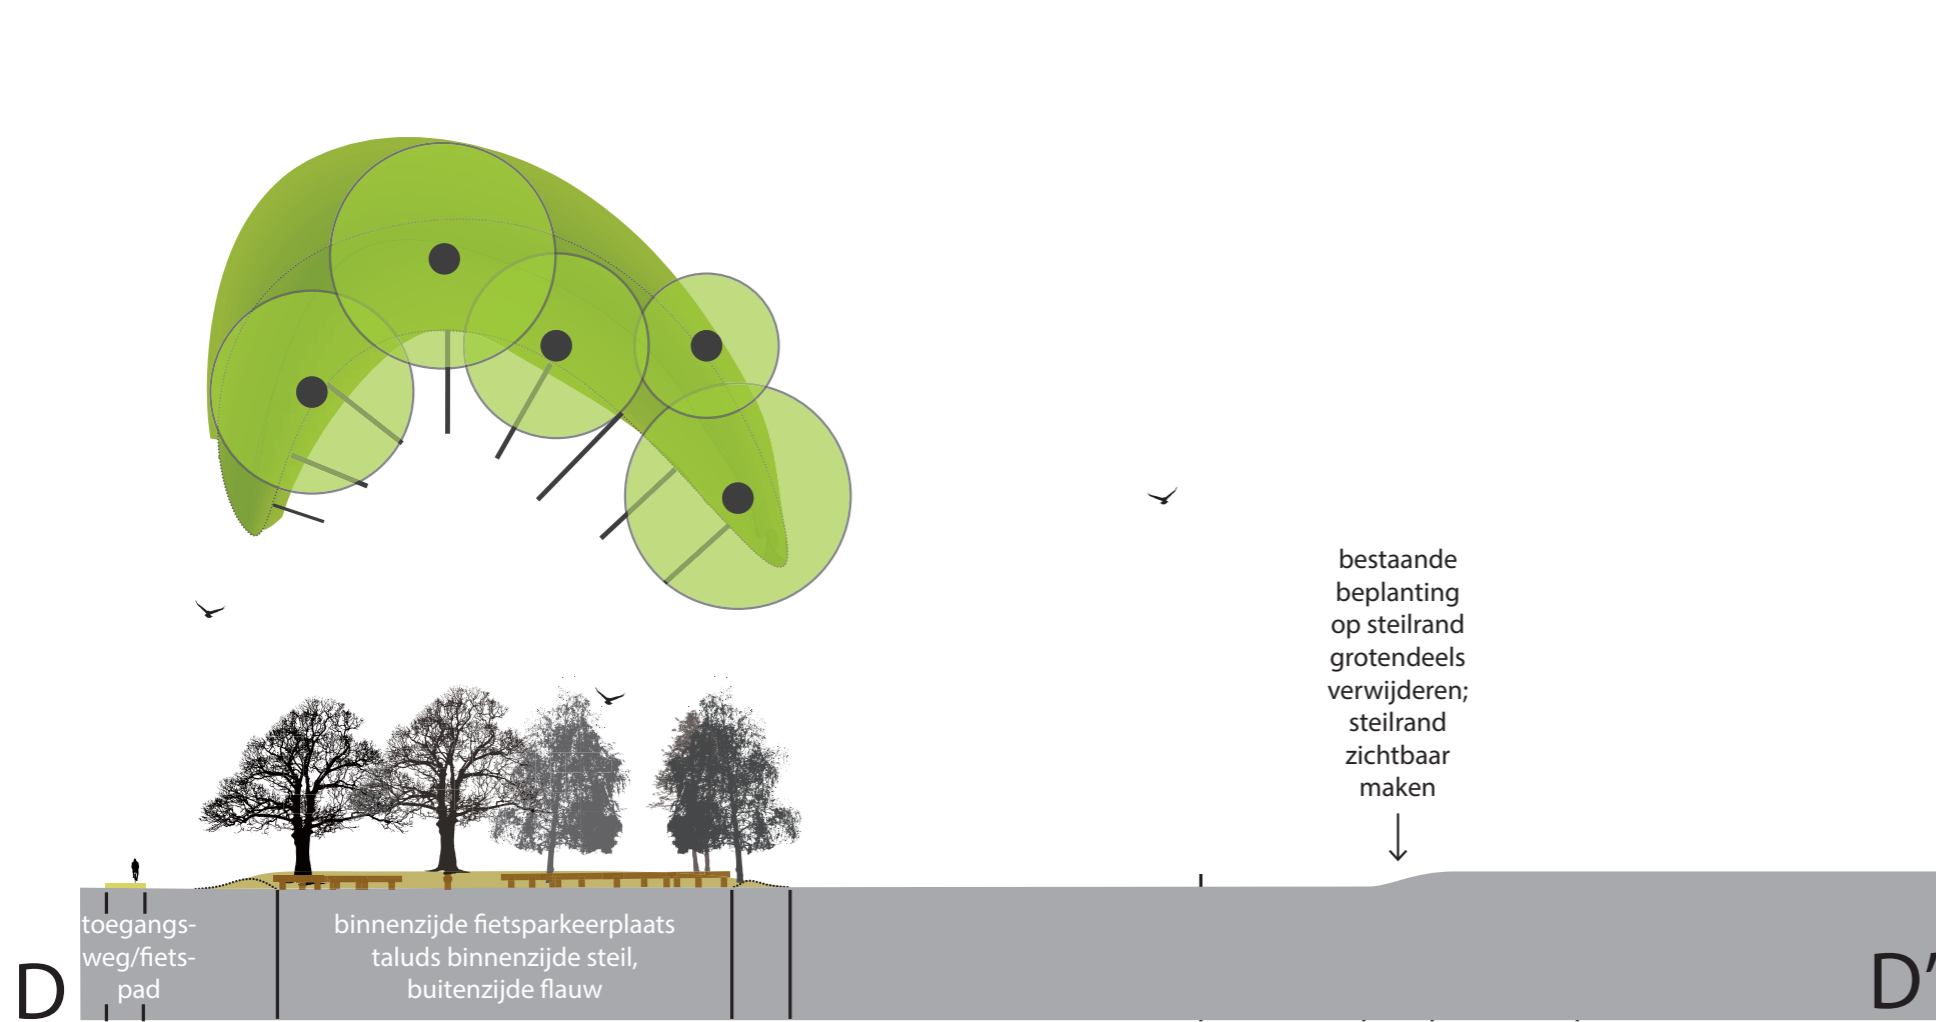 bestaande
beplanting
op steilrand
grotendeels
verwijderen;
steilrand
zichtbaar
maken
toegangs-
weg/fiets-
pad
binnenzijde fietsparkeerplaats
taluds binnenzijde steil,
buitenzijde flauw
D
D’